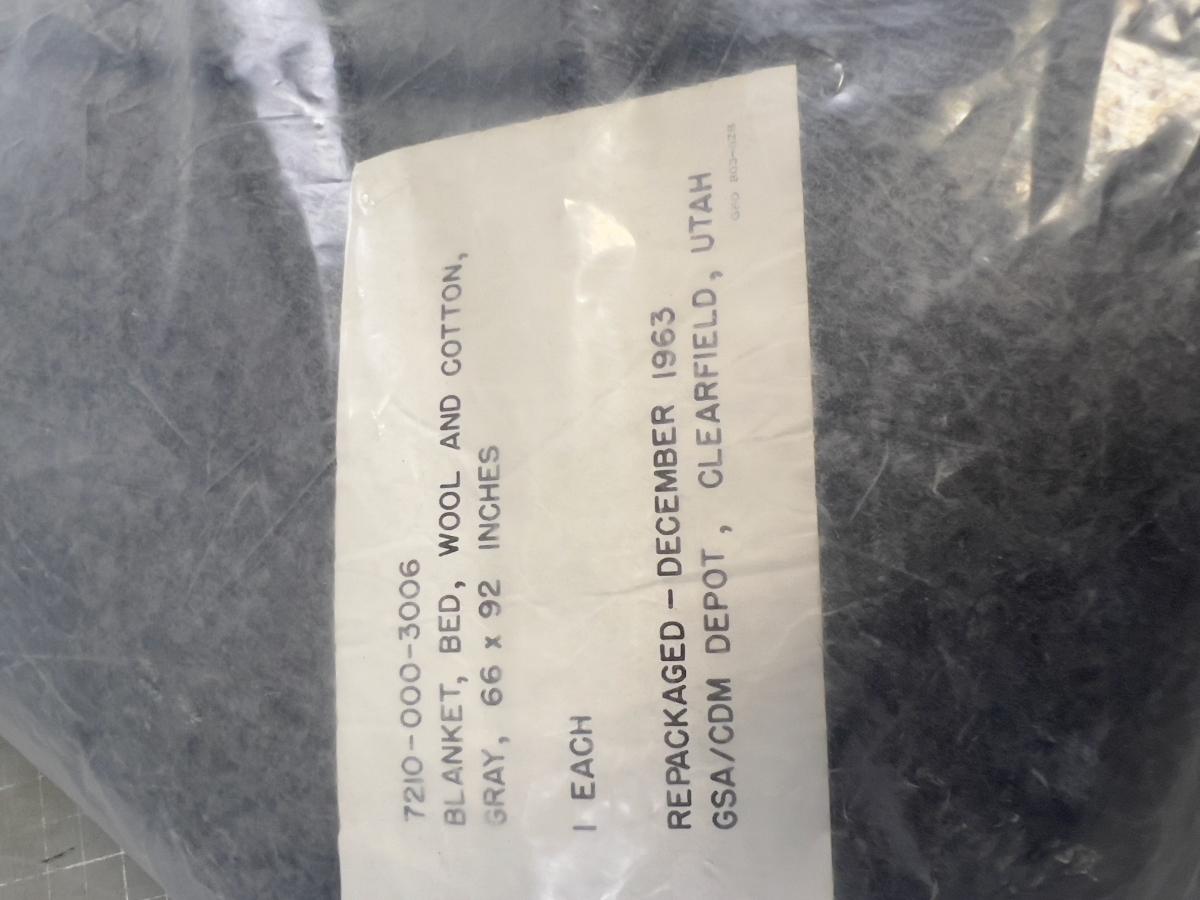 7210-000-3006
BLANKET, BED, WOOL AND COTTON,
GRAY, 66 x 92 INCHES
1 EACH
REPACKAGED - DECEMBER 1963
GSA/CDM DEPOT, CLEARFIELD, UTAH
GPO